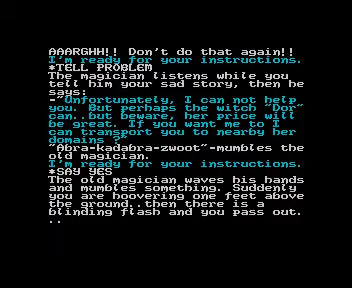 AAARGHH!! Don't do that again!!
I'm ready for your instructions.
*TELL PROBLEM
The magician listens while you
tell him your sad story, then he
says:
-"Unfortunately, I can not help
you. But perhaps the witch "Dor"
can..but beware, her price will
be great. If you want me to I
can transport you to nearby her
domains ?"
"Abra-kadabra-zwoot"-mumbles the
old magician.
I'm ready for your instructions.
*SAY YES
The old magician waves his hands
and mumbles something. Suddenly
you are hoovering one feet above
the ground..then there is a
blinding flash and you pass out.
..